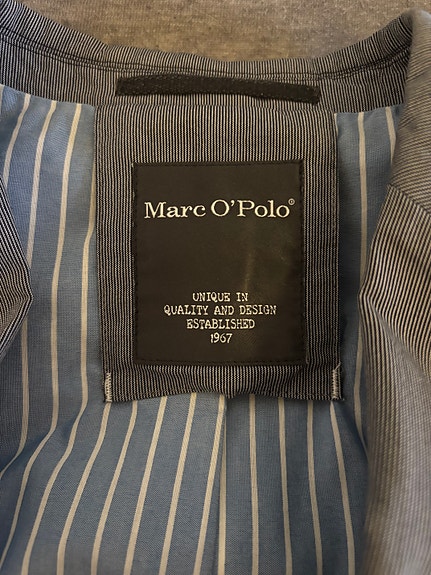 Marc O'Polo®
UNIQUE IN
QUALITY AND DESIGN
ESTABLISHED
1967